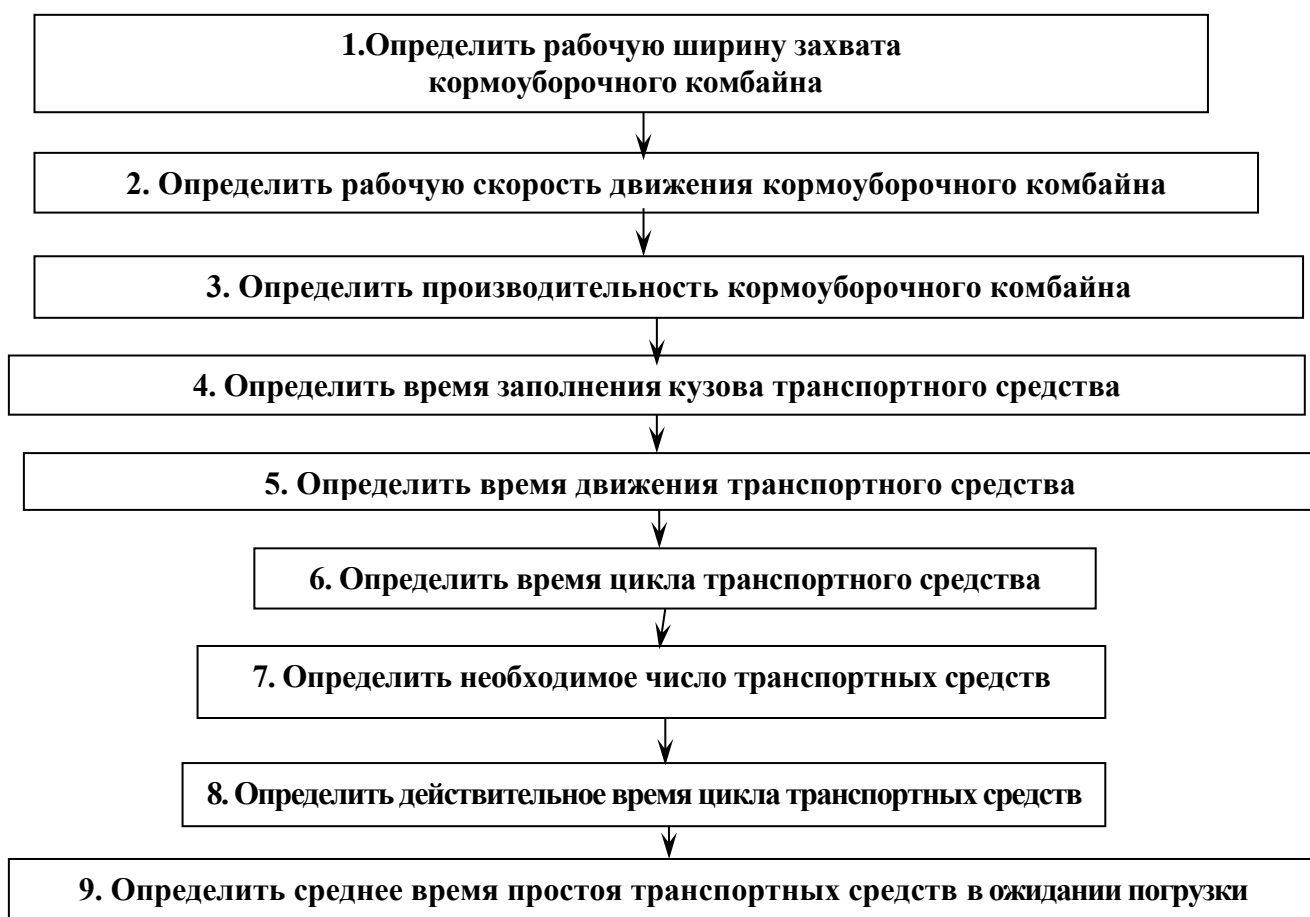 1.Определить рабочую ширину захвата
кормоуборочного комбайна
2. Определить рабочую скорость движения кормоуборочного комбайна
3. Определить производительность кормоуборочного комбайна
4. Определить время заполнения кузова транспортного средства
5. Определить время движения транспортного средства
6. Определить время цикла транспортного средства
7. Определить необходимое число транспортных средств
8. Определить действительное время цикла транспортных средств
9. Определить среднее время простоя транспортных средств в ожидании погрузки